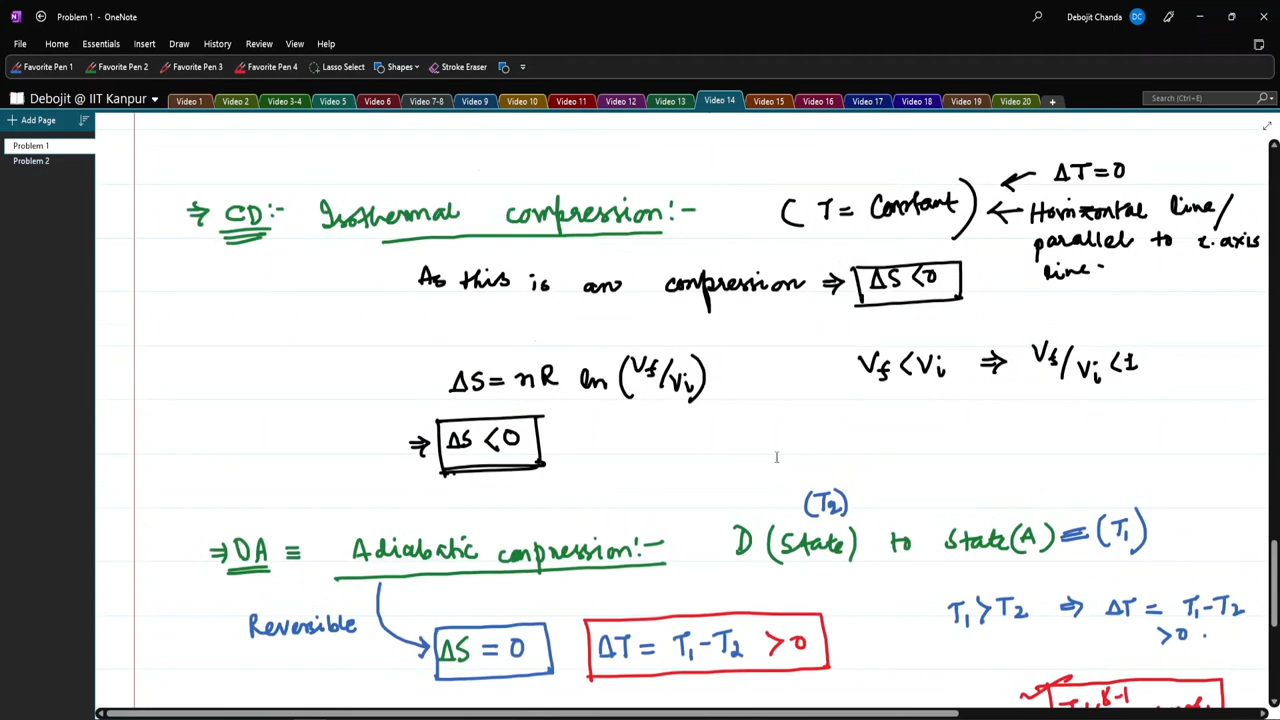 Problem 1 - OneNote
Debojit Chanda DC
File Home Essentials Insert Draw History Review View Help
Favorite Pen 1 Favorite Pen 2 Favorite Pen 3 Favorite Pen 4 Lasso Select Shapes Stroke Eraser
Debojit @ IIT Kanpur Video 1 Video 2 Video 3-4 Video 5 Video 6 Video 7-8 Video 9 Video 10 Video 11 Video 12 Video 13 Video 14 Video 15 Video 16 Video 17 Video 18 Video 19 Video 20 + Search (Ctrl+E)
+ Add Page
Problem 1
Problem 2
← ΔT=0
⇒ CD:- Isothermal compression:- ( T = Constant ) ← Horizontal line/
parallel to x.axis
line-
As this is an compression ⇒ ΔS <0
ΔS = nR ln (Vf/Vi) Vf < Vi ⇒ Vf/Vi <1
⇒ ΔS <0
(T2)
⇒ DA ≡ Adiabatic compression:- D (State) to State(A) ≡ (T1)
Reversible
T1 > T2 ⇒ ΔT = T1-T2
>0 .
ΔS = 0 ΔT = T1-T2 >0